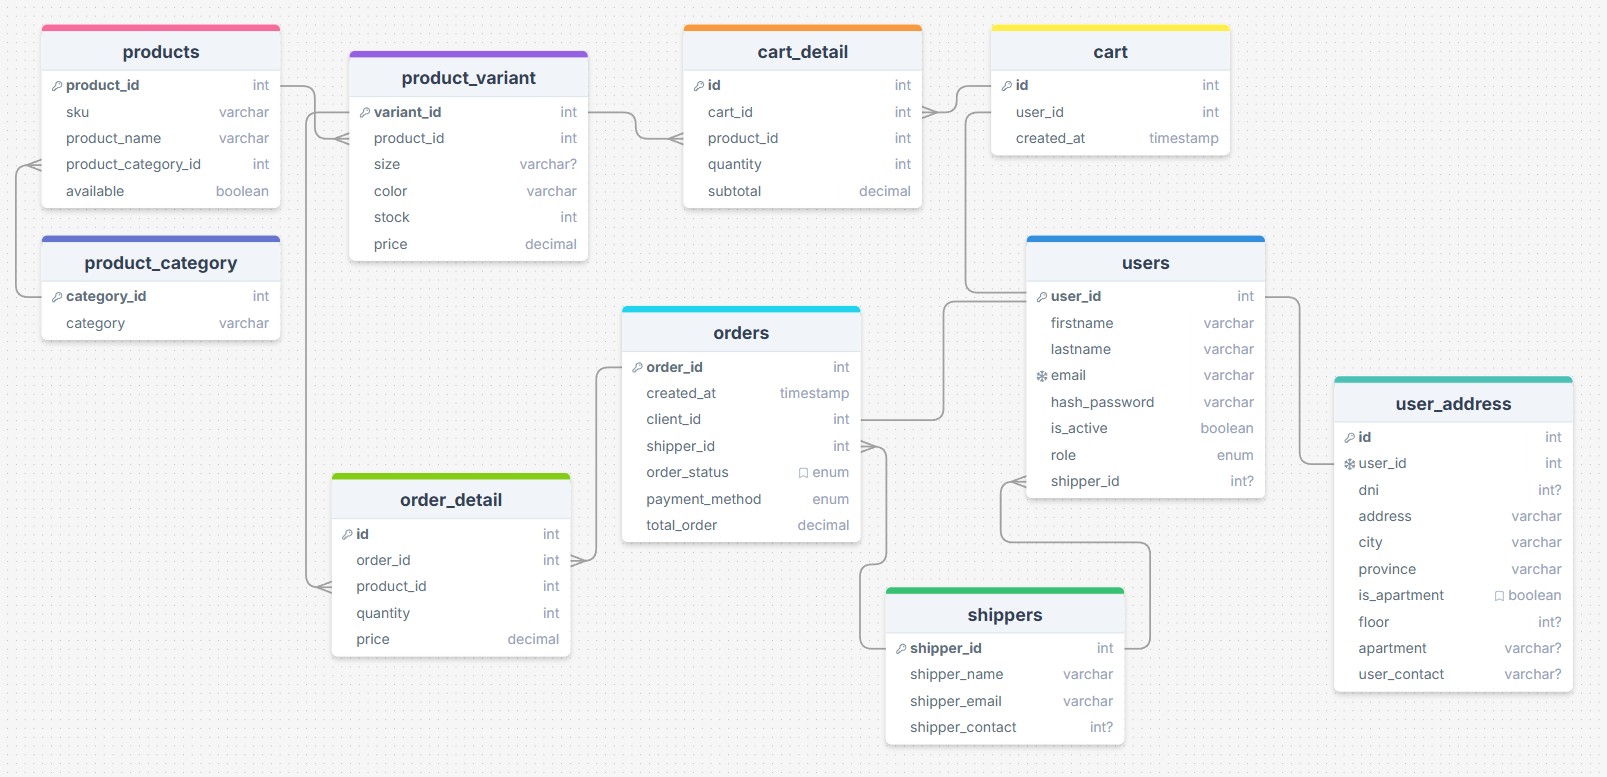 products
product_id int
sku varchar
product_name varchar
product_category_id int
available boolean
product_variant
variant_id int
product_id int
size varchar?
color varchar
stock int
price decimal
cart_detail
id int
cart_id int
product_id int
quantity int
subtotal decimal
cart
id int
user_id int
created_at timestamp
product_category
category_id int
category varchar
users
user_id int
firstname varchar
lastname varchar
email varchar
hash_password varchar
is_active boolean
role enum
shipper_id int?
orders
order_id int
created_at timestamp
client_id int
shipper_id int
order_status enum
payment_method enum
total_order decimal
user_address
id int
user_id int
dni int?
address varchar
city varchar
province varchar
is_apartment boolean
floor int?
apartment varchar?
user_contact varchar?
order_detail
id int
order_id int
product_id int
quantity int
price decimal
shippers
shipper_id int
shipper_name varchar
shipper_email varchar
shipper_contact int?